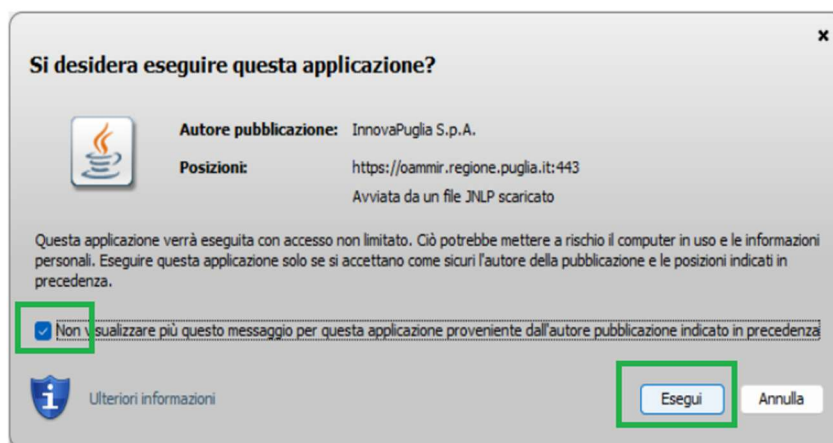 Si desidera eseguire questa applicazione?
Autore pubblicazione: InnovaPuglia S.p.A.
Posizioni: https://oammir.regione.puglia.it:443
Avviata da un file JNLP scaricato
Questa applicazione verrà eseguita con accesso non limitato. Ciò potrebbe mettere a rischio il computer in uso e le informazioni
personali. Eseguire questa applicazione solo se si accettano come sicuri l'autore della pubblicazione e le posizioni indicati in
precedenza.
Non visualizzare più questo messaggio per questa applicazione proveniente dall'autore pubblicazione indicato in precedenza
Ulteriori informazioni Esegui Annulla